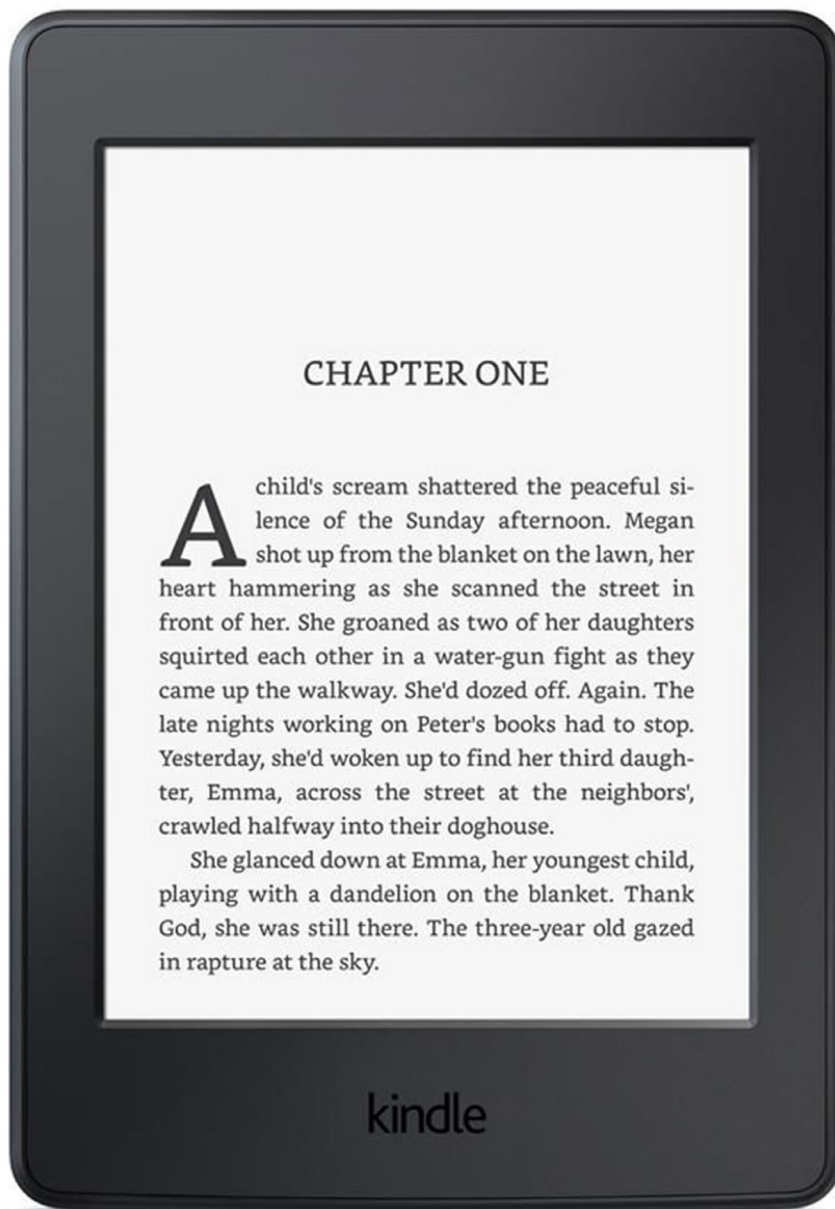 CHAPTER ONE
A child's scream shattered the peaceful si-
lence of the Sunday afternoon. Megan
shot up from the blanket on the lawn, her
heart hammering as she scanned the street in
front of her. She groaned as two of her daughters
squirted each other in a water-gun fight as they
came up the walkway. She'd dozed off. Again. The
late nights working on Peter's books had to stop.
Yesterday, she'd woken up to find her third daugh-
ter, Emma, across the street at the neighbors',
crawled halfway into their doghouse.
She glanced down at Emma, her youngest child,
playing with a dandelion on the blanket. Thank
God, she was still there. The three-year old gazed
in rapture at the sky.
kindle